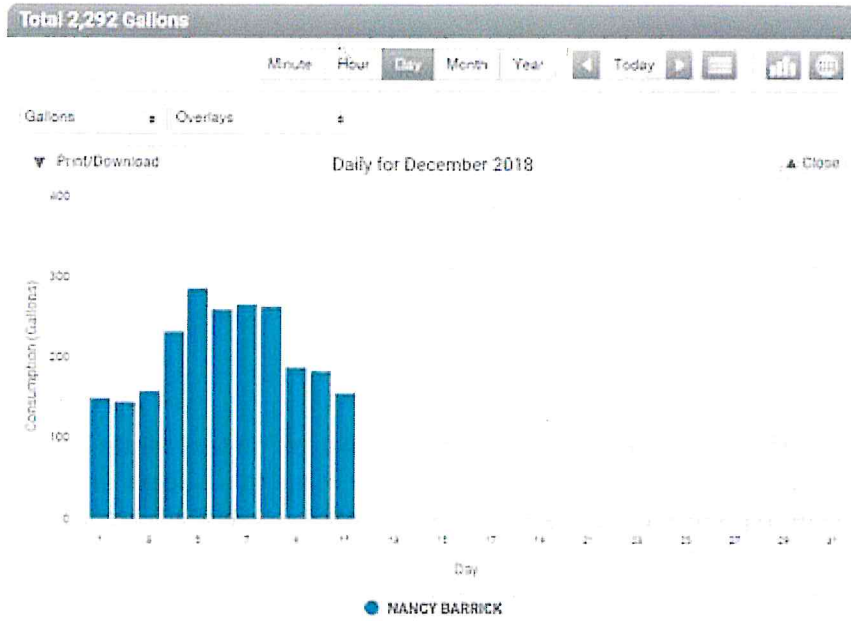 Total 2,292 Gallons
Minute Hour Day Month Year Today
Gallons Overlays
Print/Download Daily for December 2018 Close
400
300
200
100
0
Consumption (Gallons)
1 3 5 7 9 11 13 15 17 19 21 23 25 27 29 31
Day
NANCY BARRICK